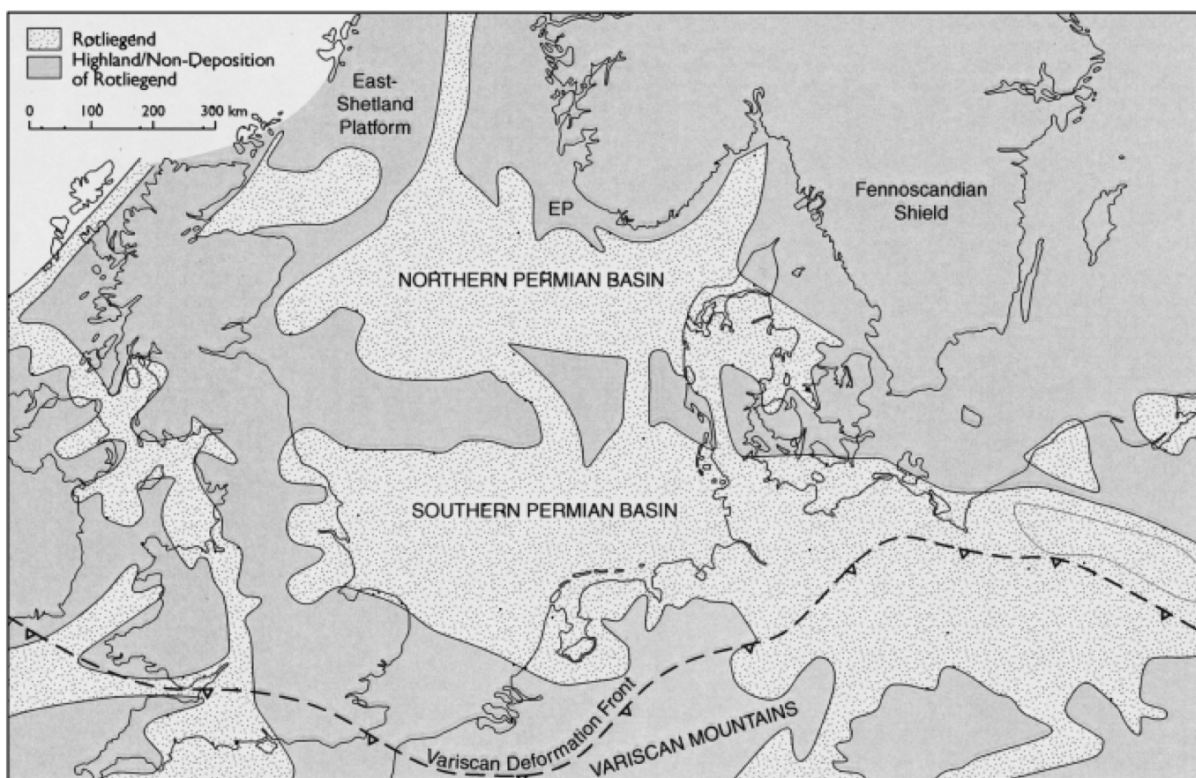 Rotliegend
Highland/Non-Deposition
of Rotliegend
0 100 200 300 km
East-
Shetland
Platform
EP
Fennoscandian
Shield
NORTHERN PERMIAN BASIN
SOUTHERN PERMIAN BASIN
Variscan Deformation Front
VARISCAN MOUNTAINS